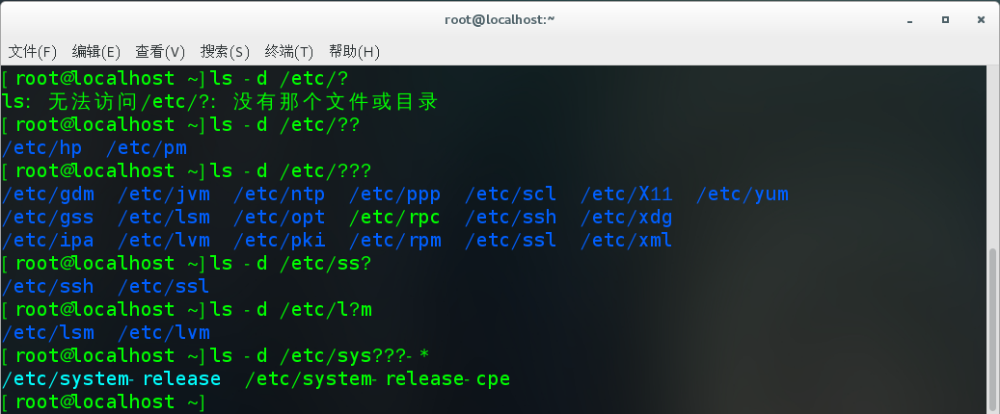 root@localhost:~
文件(F) 编辑(E) 查看(V) 搜索(S) 终端(T) 帮助(H)
[root@localhost ~]ls -d /etc/?
ls: 无法访问/etc/?: 没有那个文件或目录
[root@localhost ~]ls -d /etc/??
/etc/hp /etc/pm
[root@localhost ~]ls -d /etc/???
/etc/gdm /etc/jvm /etc/ntp /etc/ppp /etc/scl /etc/X11 /etc/yum
/etc/gss /etc/lsm /etc/opt /etc/rpc /etc/ssh /etc/xdg
/etc/ipa /etc/lvm /etc/pki /etc/rpm /etc/ssl /etc/xml
[root@localhost ~]ls -d /etc/ss?
/etc/ssh /etc/ssl
[root@localhost ~]ls -d /etc/l?m
/etc/lsm /etc/lvm
[root@localhost ~]ls -d /etc/sys???-*
/etc/system-release /etc/system-release-cpe
[root@localhost ~]